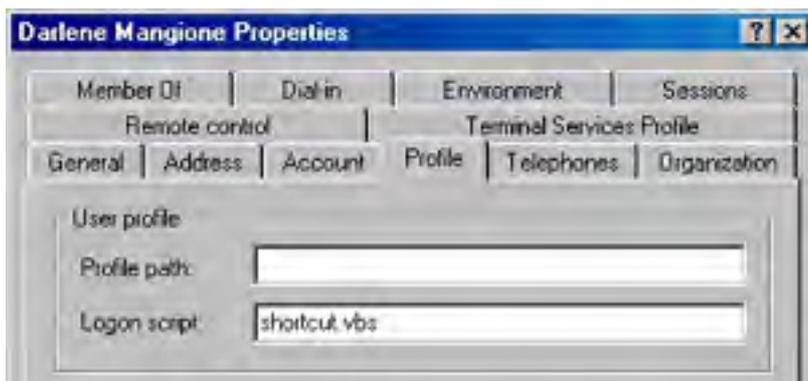 Darlene Mangione Properties
Member Of Dial-in Environment Sessions
Remote control Terminal Services Profile
General Address Account Profile Telephones Organization
User profile
Profile path:
Logon script: shortcut.vbs